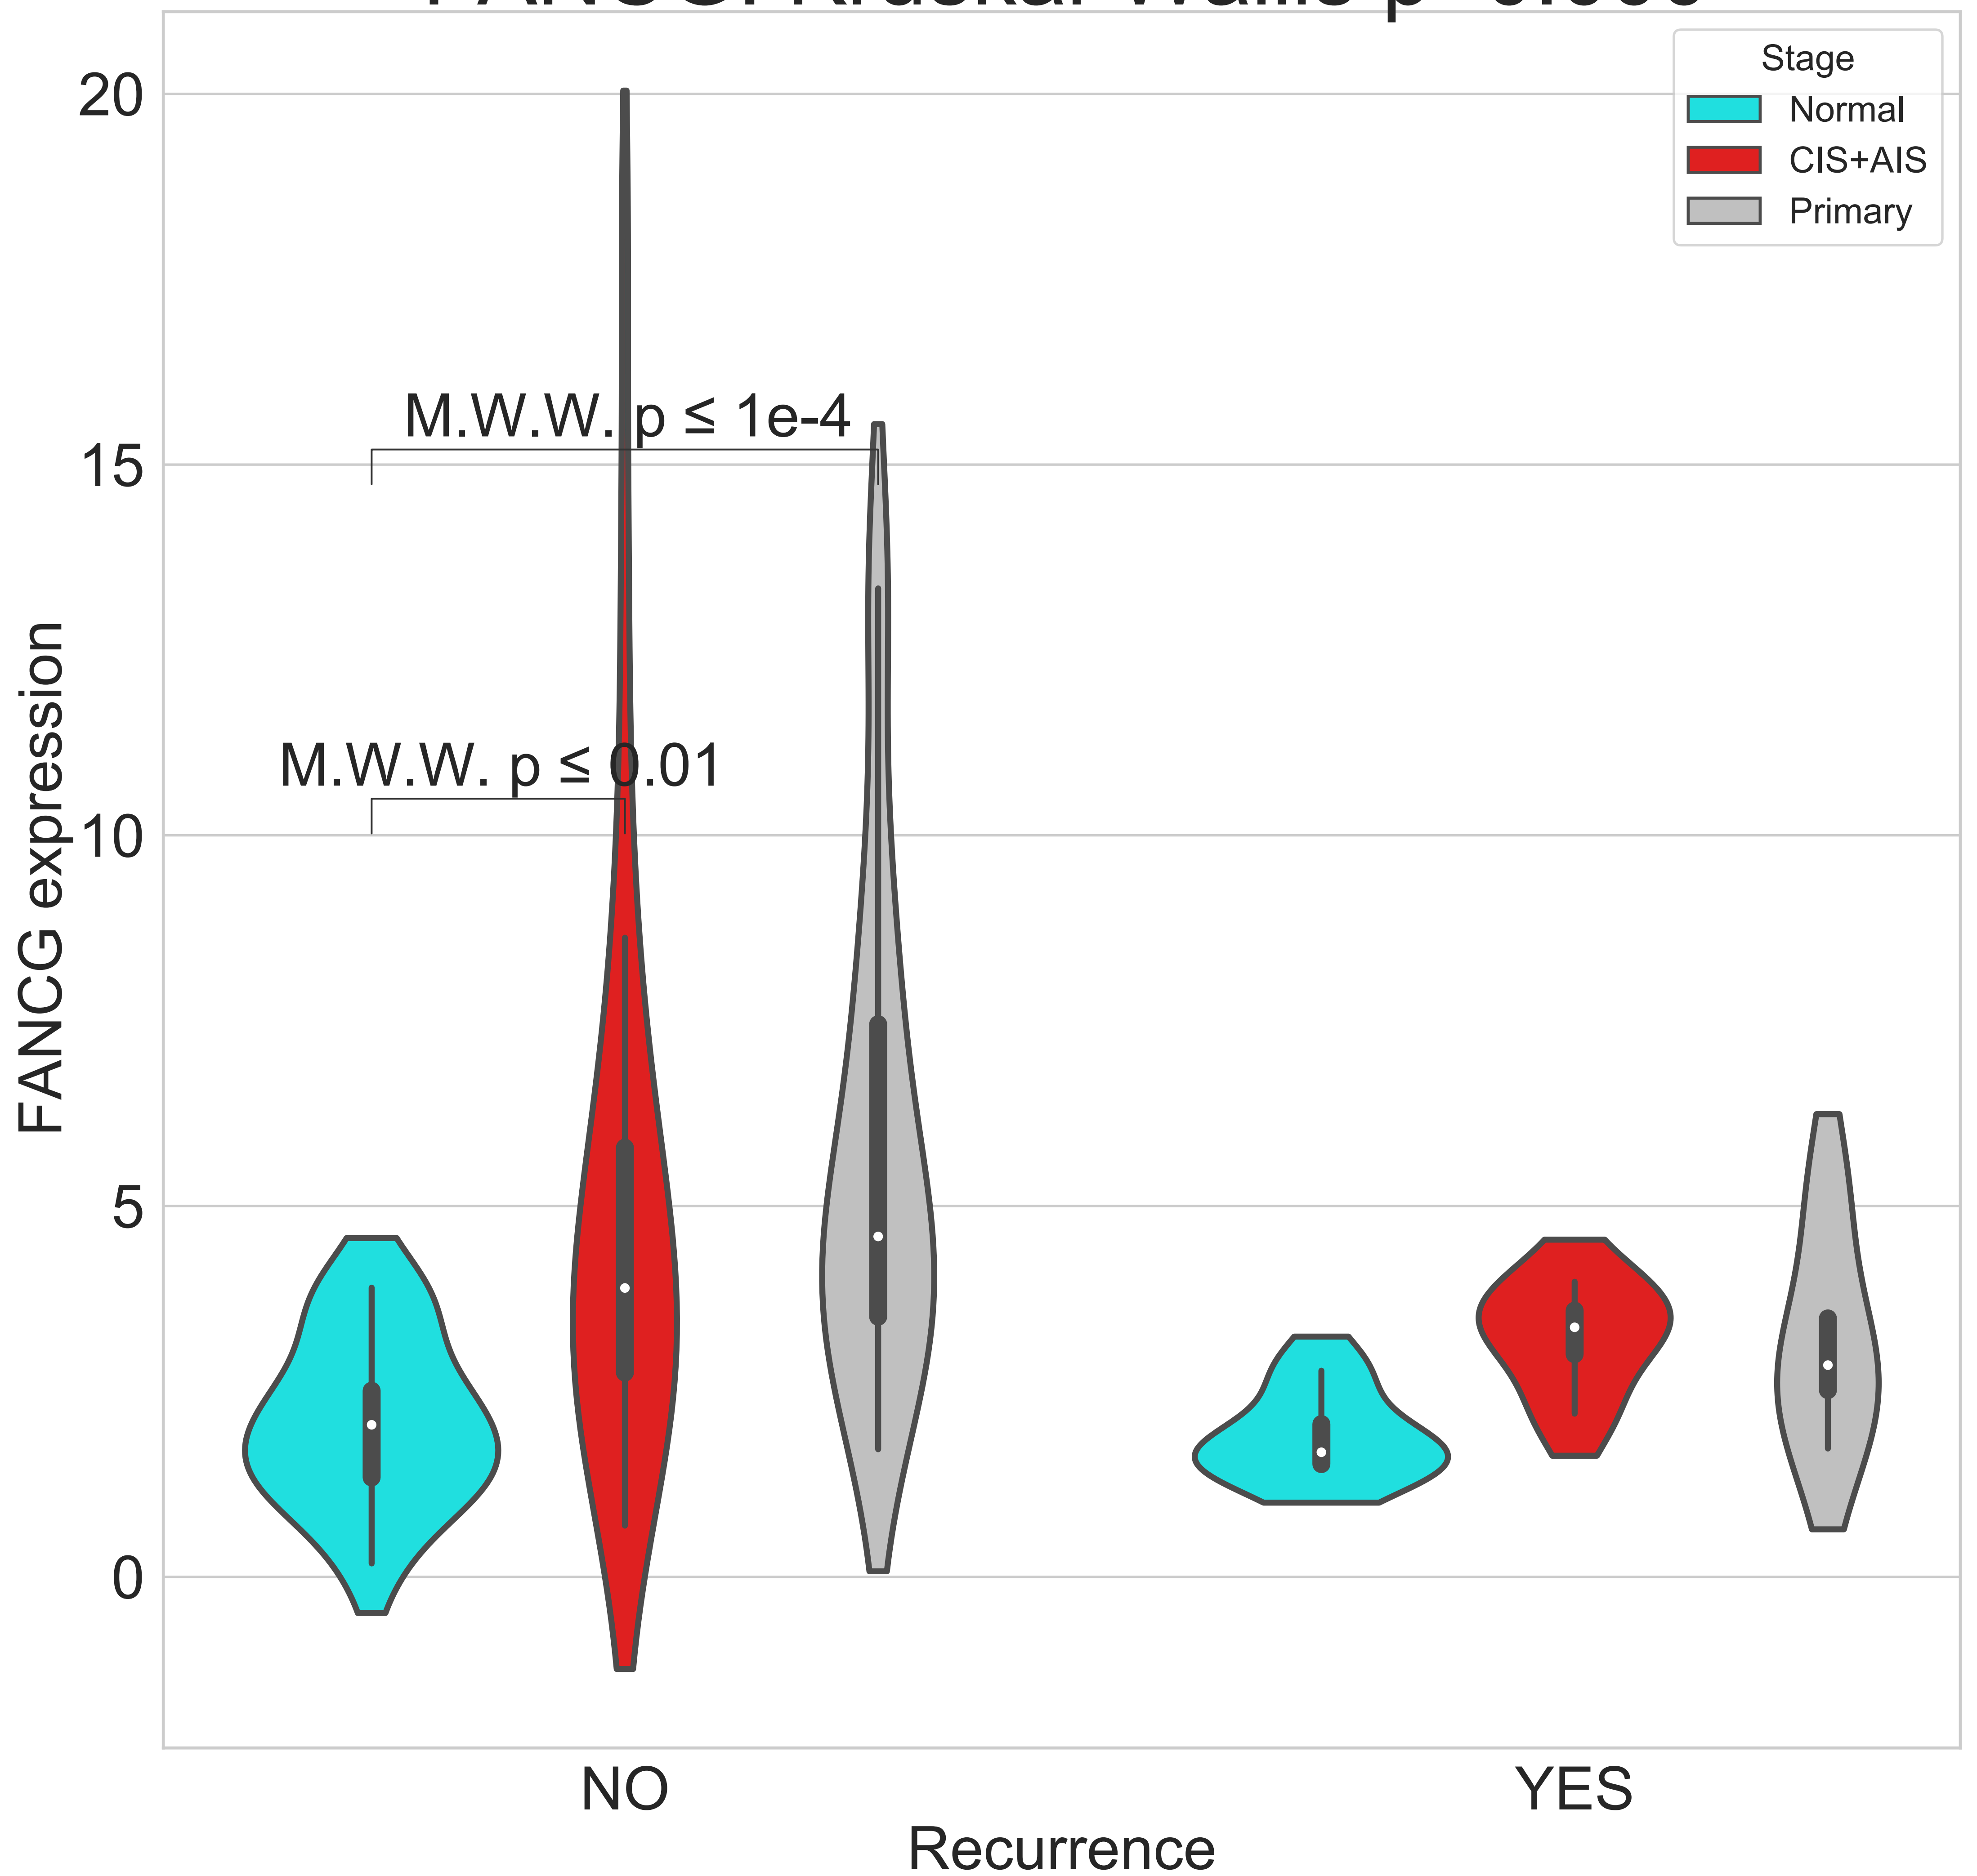 Stage
Normal
CIS+AIS
Primary
20
15
10
5
0
M.W.W. p ≤ 1e-4
M.W.W. p ≤ 0.01
FANCG expression
NO
YES
Recurrence